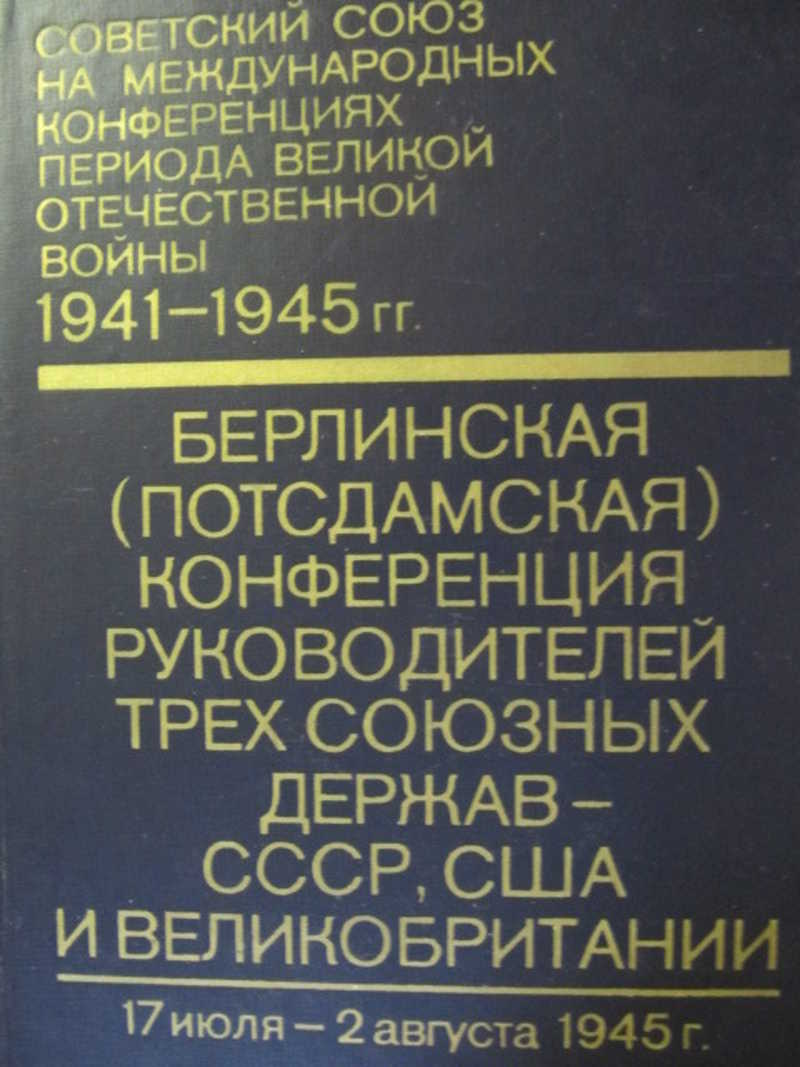 СОВЕТСКИЙ СОЮЗ
НА МЕЖДУНАРОДНЫХ
КОНФЕРЕНЦИЯХ
ПЕРИОДА ВЕЛИКОЙ
ОТЕЧЕСТВЕННОЙ
ВОЙНЫ
1941–1945 гг.
БЕРЛИНСКАЯ
(ПОТСДАМСКАЯ)
КОНФЕРЕНЦИЯ
РУКОВОДИТЕЛЕЙ
ТРЕХ СОЮЗНЫХ
ДЕРЖАВ –
СССР, США
И ВЕЛИКОБРИТАНИИ
17 июля – 2 августа 1945 г.